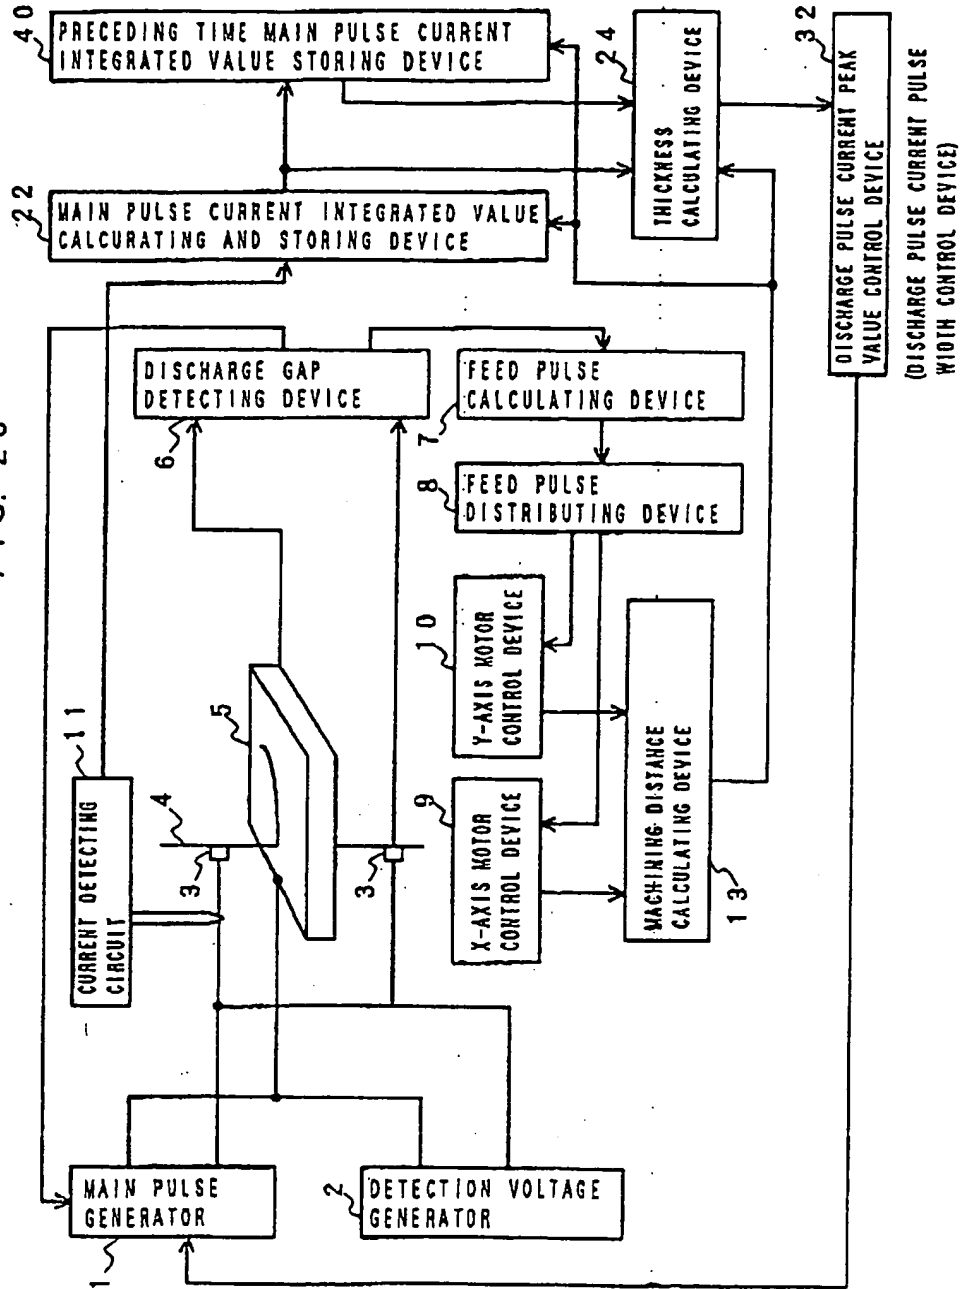 40
PRECEDING TIME MAIN PULSE CURRENT
INTEGRATED VALUE STORING DEVICE
22
MAIN PULSE CURRENT INTEGRATED VALUE
CALCURATING AND STORING DEVICE
24
THICKNESS
CALCULATING DEVICE
32
DISCHARGE PULSE CURRENT PEAK
VALUE CONTROL DEVICE
(DISCHARGE PULSE CURRENT PULSE
WIDTH CONTROL DEVICE)
DISCHARGE GAP
DETECTING DEVICE
6
FEED PULSE
CALCULATING DEVICE
7
FEED PULSE
DISTRIBUTING DEVICE
8
11
CURRENT DETECTING
CIRCUIT
4
5
3
3
10
Y-AXIS MOTOR
CONTROL DEVICE
9
X-AXIS MOTOR
CONTROL DEVICE
MACHINING DISTANCE
CALCULATING DEVICE
13
MAIN PULSE
GENERATOR
1
2
DETECTION VOLTAGE
GENERATOR